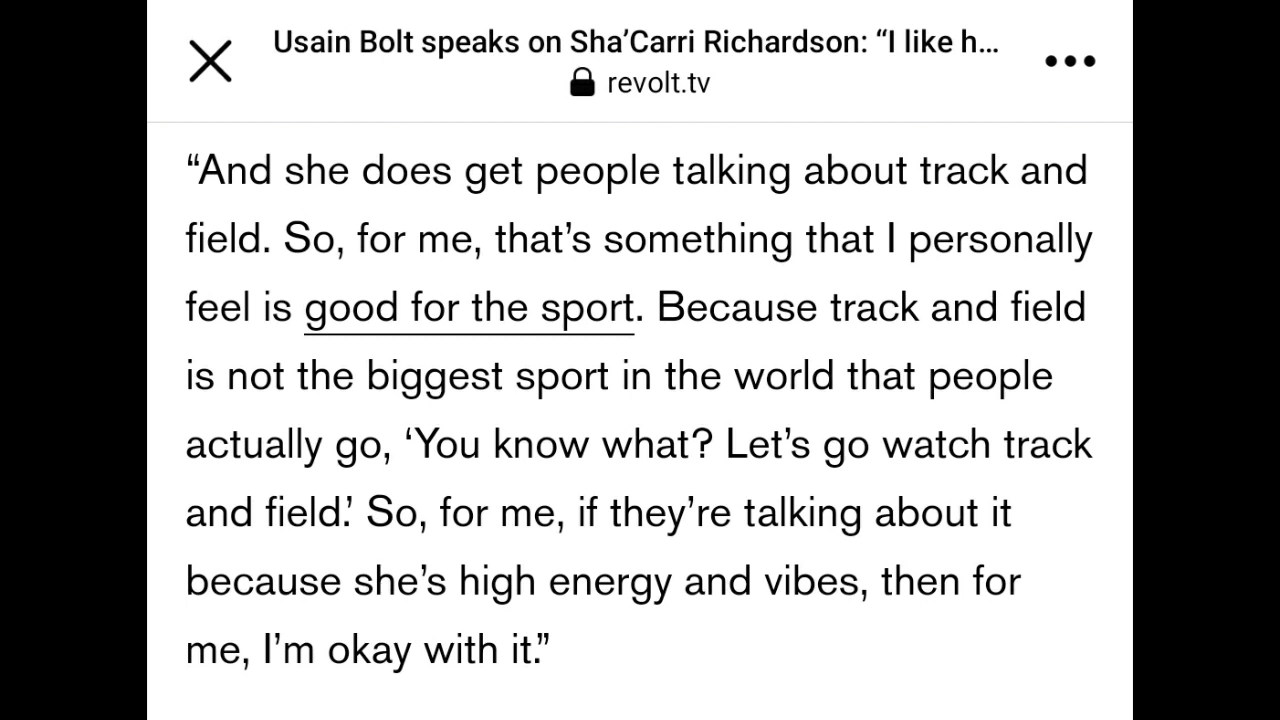 Usain Bolt speaks on Sha’Carri Richardson: “I like h...
revolt.tv
“And she does get people talking about track and
field. So, for me, that’s something that I personally
feel is good for the sport. Because track and field
is not the biggest sport in the world that people
actually go, ‘You know what? Let’s go watch track
and field.’ So, for me, if they’re talking about it
because she’s high energy and vibes, then for
me, I’m okay with it.”